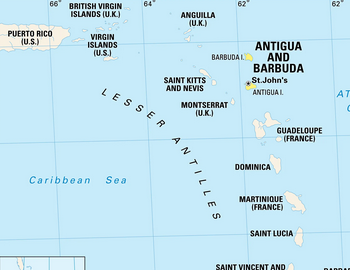 66°
64°
62°
BRITISH VIRGIN
ISLANDS (U.K.)
ANGUILLA
(U.K.)
PUERTO RICO
(U.S.)
VIRGIN
ISLANDS
(U.S.)
BARBUDA I.
ANTIGUA
AND
BARBUDA
St.John's
ANTIGUA I.
SAINT KITTS
AND NEVIS
MONTSERRAT
(U.K.)
AT
LESSER ANTILLES
GUADELOUPE
(FRANCE)
DOMINICA
Caribbean Sea
MARTINIQUE
(FRANCE)
SAINT LUCIA
SAINT VINCENT AND